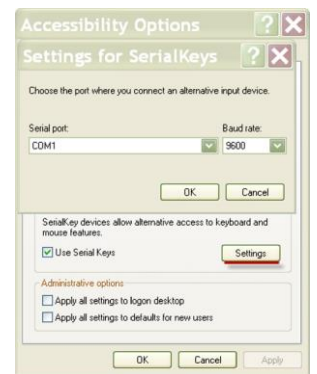 Accessibility Options
Settings for SerialKeys
Choose the port where you connect an alternative input device.
Serial port: Baud rate:
COM1 9600
OK Cancel
SerialKey devices allow alternative access to keyboard and
mouse features.
Use Serial Keys Settings
Administrative options
Apply all settings to logon desktop
Apply all settings to defaults for new users
OK Cancel Apply